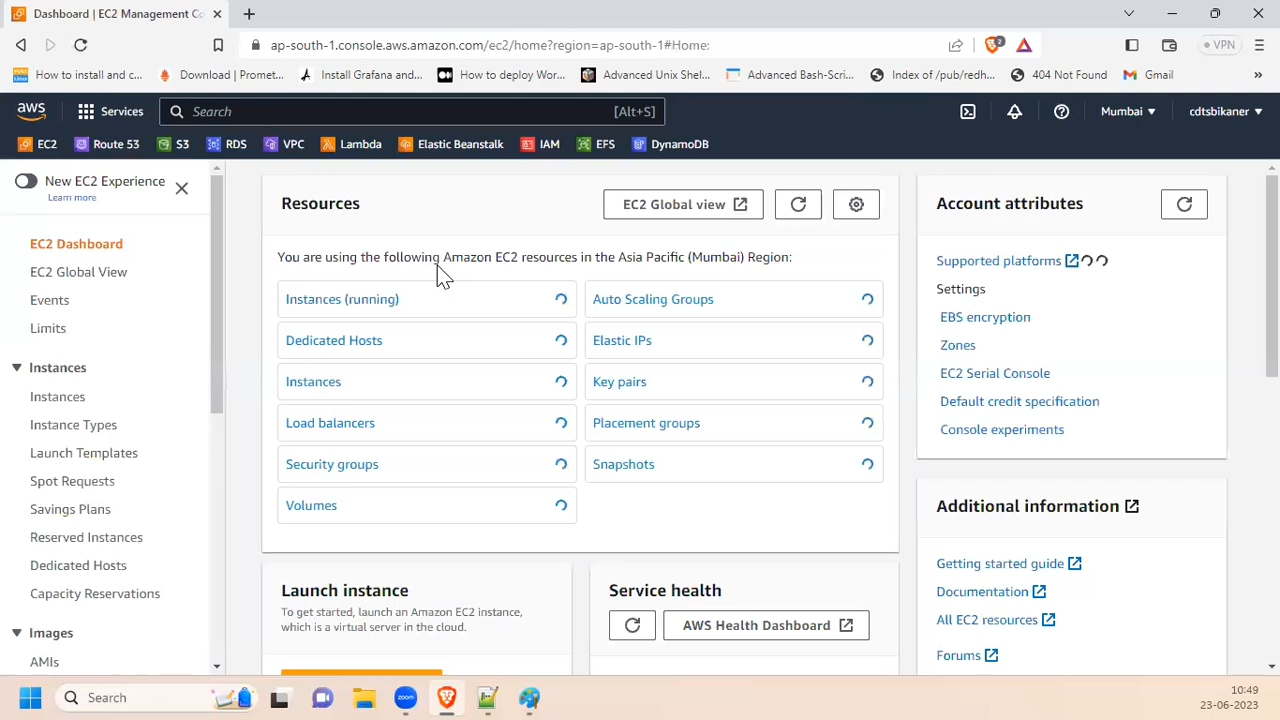 Dashboard | EC2 Management Co
ap-south-1.console.aws.amazon.com/ec2/home?region=ap-south-1#Home:
2
VPN
How to install and c...
Download | Promet...
Install Grafana and...
How to deploy Wor...
Advanced Unix Shel...
Advanced Bash-Scri...
Index of /pub/redh...
404 Not Found
Gmail
»
aws
Services
Search
[Alt+S]
Mumbai
cdtsbikaner
EC2
Route 53
S3
RDS
VPC
Lambda
Elastic Beanstalk
IAM
EFS
DynamoDB
New EC2 Experience
Learn more
EC2 Dashboard
EC2 Global View
Events
Limits
Instances
Instances
Instance Types
Launch Templates
Spot Requests
Savings Plans
Reserved Instances
Dedicated Hosts
Capacity Reservations
Images
AMIs
Resources
EC2 Global view
You are using the following Amazon EC2 resources in the Asia Pacific (Mumbai) Region:
Instances (running)
Auto Scaling Groups
Dedicated Hosts
Elastic IPs
Instances
Key pairs
Load balancers
Placement groups
Security groups
Snapshots
Volumes
Launch instance
To get started, launch an Amazon EC2 instance,
which is a virtual server in the cloud.
Service health
AWS Health Dashboard
Account attributes
Supported platforms
Settings
EBS encryption
Zones
EC2 Serial Console
Default credit specification
Console experiments
Additional information
Getting started guide
Documentation
All EC2 resources
Forums
Search
zoom
10:49
23-06-2023